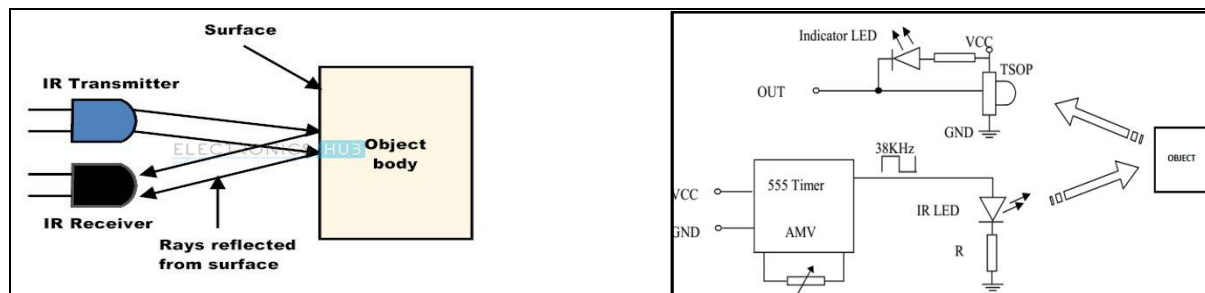 Surface
IR Transmitter
ELECTRONICS HUB
Object
body
IR Receiver
Rays reflected
from surface
Indicator LED
VCC
TSOP
OUT
GND
OBJECT
38KHz
VCC
555 Timer
IR LED
GND
AMV
R